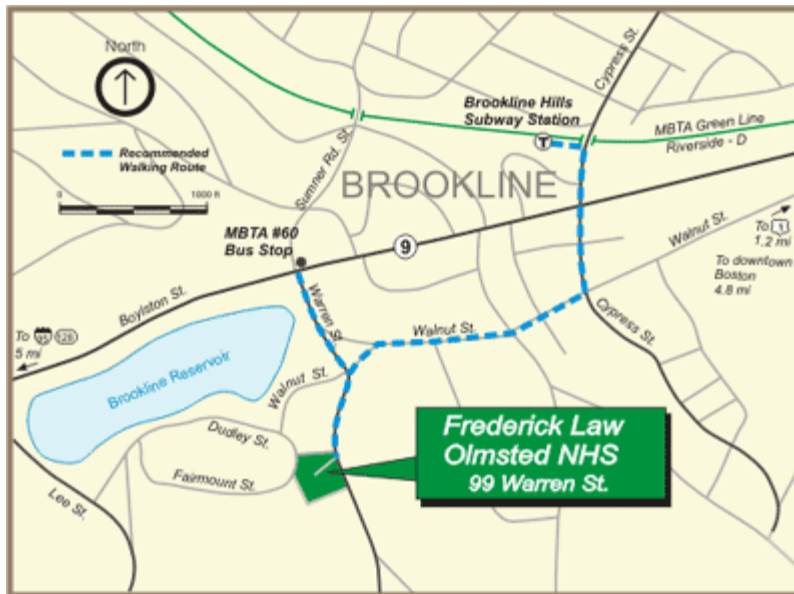 North
Recommended
Walking Route
0 1000 ft
Sumner Rd. St.
Brookline Hills
Subway Station
T
Cypress St.
MBTA Green Line
Riverside - D
BROOKLINE
MBTA #60
Bus Stop
9
Walnut St.
To 1
1.2 mi
To downtown
Boston
4.8 mi
Boylston St.
Warren St.
Walnut St.
Cypress St.
To 95 128
5 mi
Brookline Reservoir
Walnut St.
Dudley St.
Fairmount St.
Lee St.
Frederick Law
Olmsted NHS
99 Warren St.